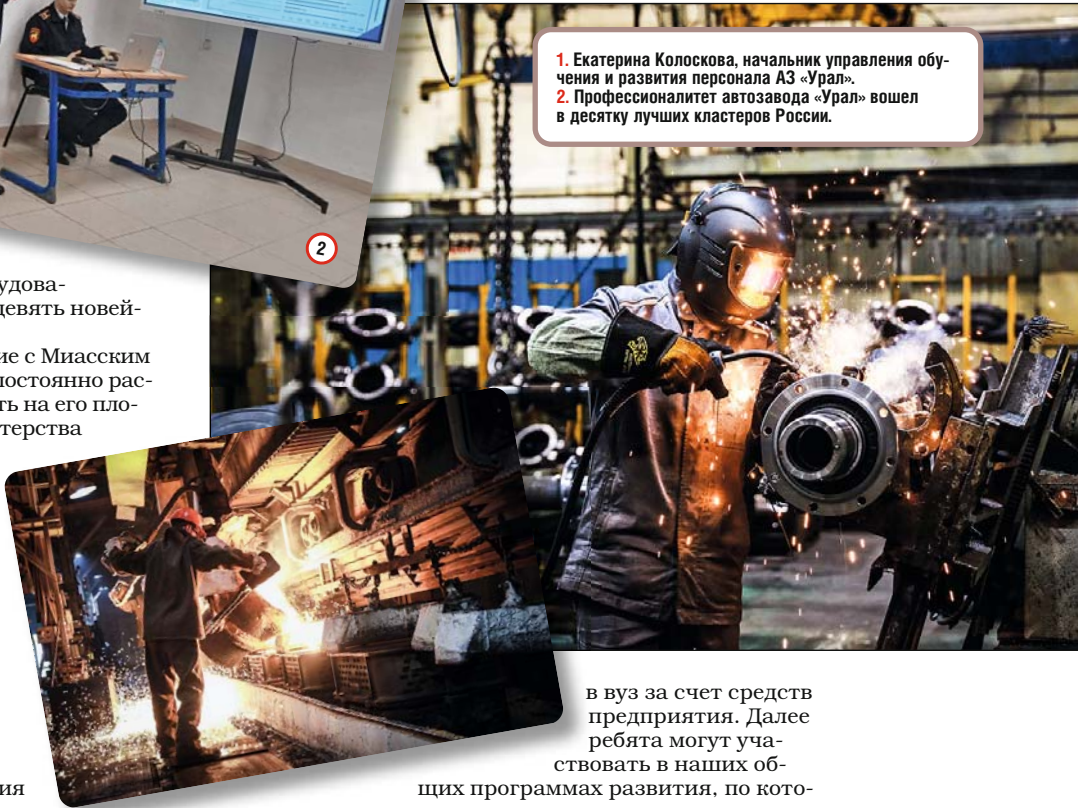 1. Екатерина Колоскова, начальник управления обу-
чения и развития персонала АЗ «Урал».
2. Профессионалитет автозавода «Урал» вошел
в десятку лучших кластеров России.
2
удова-
девять новей-
ие с Миасским
постоянно рас-
ть на его пло-
терства
ия
в вуз за счет средств
предприятия. Далее
ребята могут уча-
ствовать в наших об-
щих программах развития, по кото-